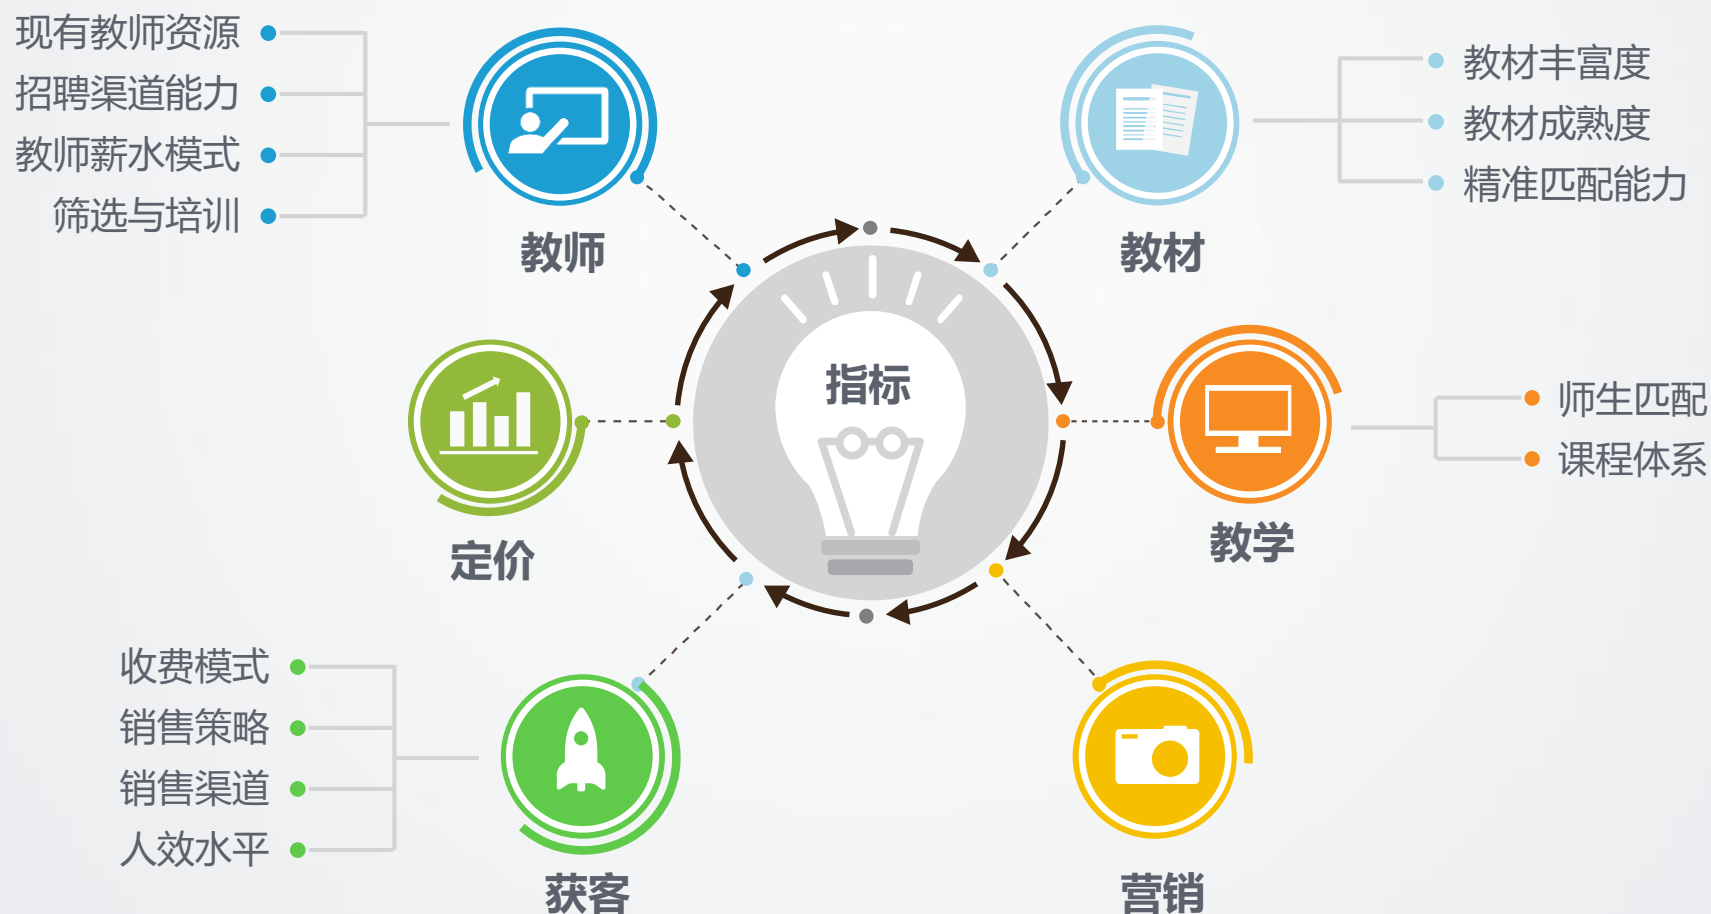 现有教师资源
招聘渠道能力
教师薪水模式
筛选与培训
教师
教材
教材丰富度
教材成熟度
精准匹配能力
指标
定价
教学
师生匹配
课程体系
收费模式
销售策略
销售渠道
人效水平
获客
营销